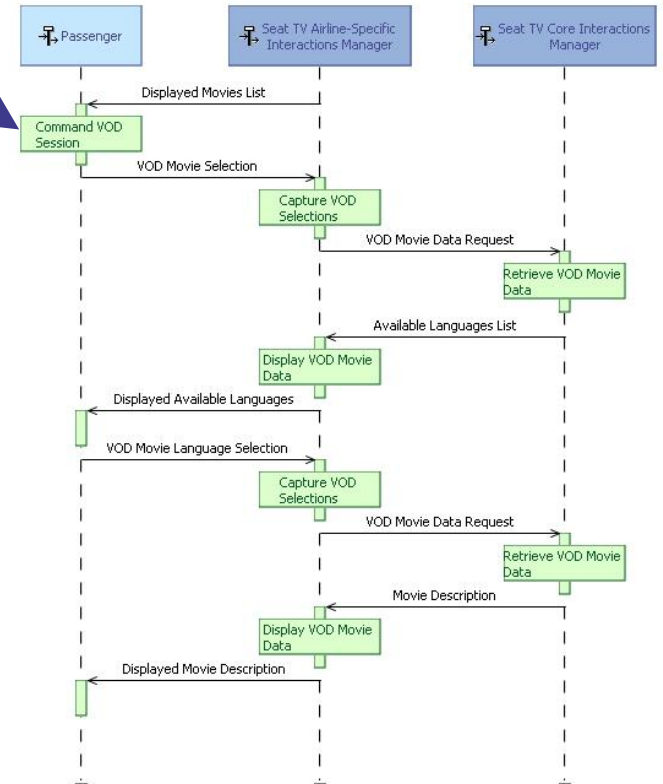 Passenger
Seat TV Airline-Specific
Interactions Manager
Seat TV Core Interactions
Manager
Displayed Movies List
Command VOD
Session
VOD Movie Selection
Capture VOD
Selections
VOD Movie Data Request
Retrieve VOD Movie
Data
Available Languages List
Display VOD Movie
Data
Displayed Available Languages
VOD Movie Language Selection
Capture VOD
Selections
VOD Movie Data Request
Retrieve VOD Movie
Data
Movie Description
Display VOD Movie
Data
Displayed Movie Description